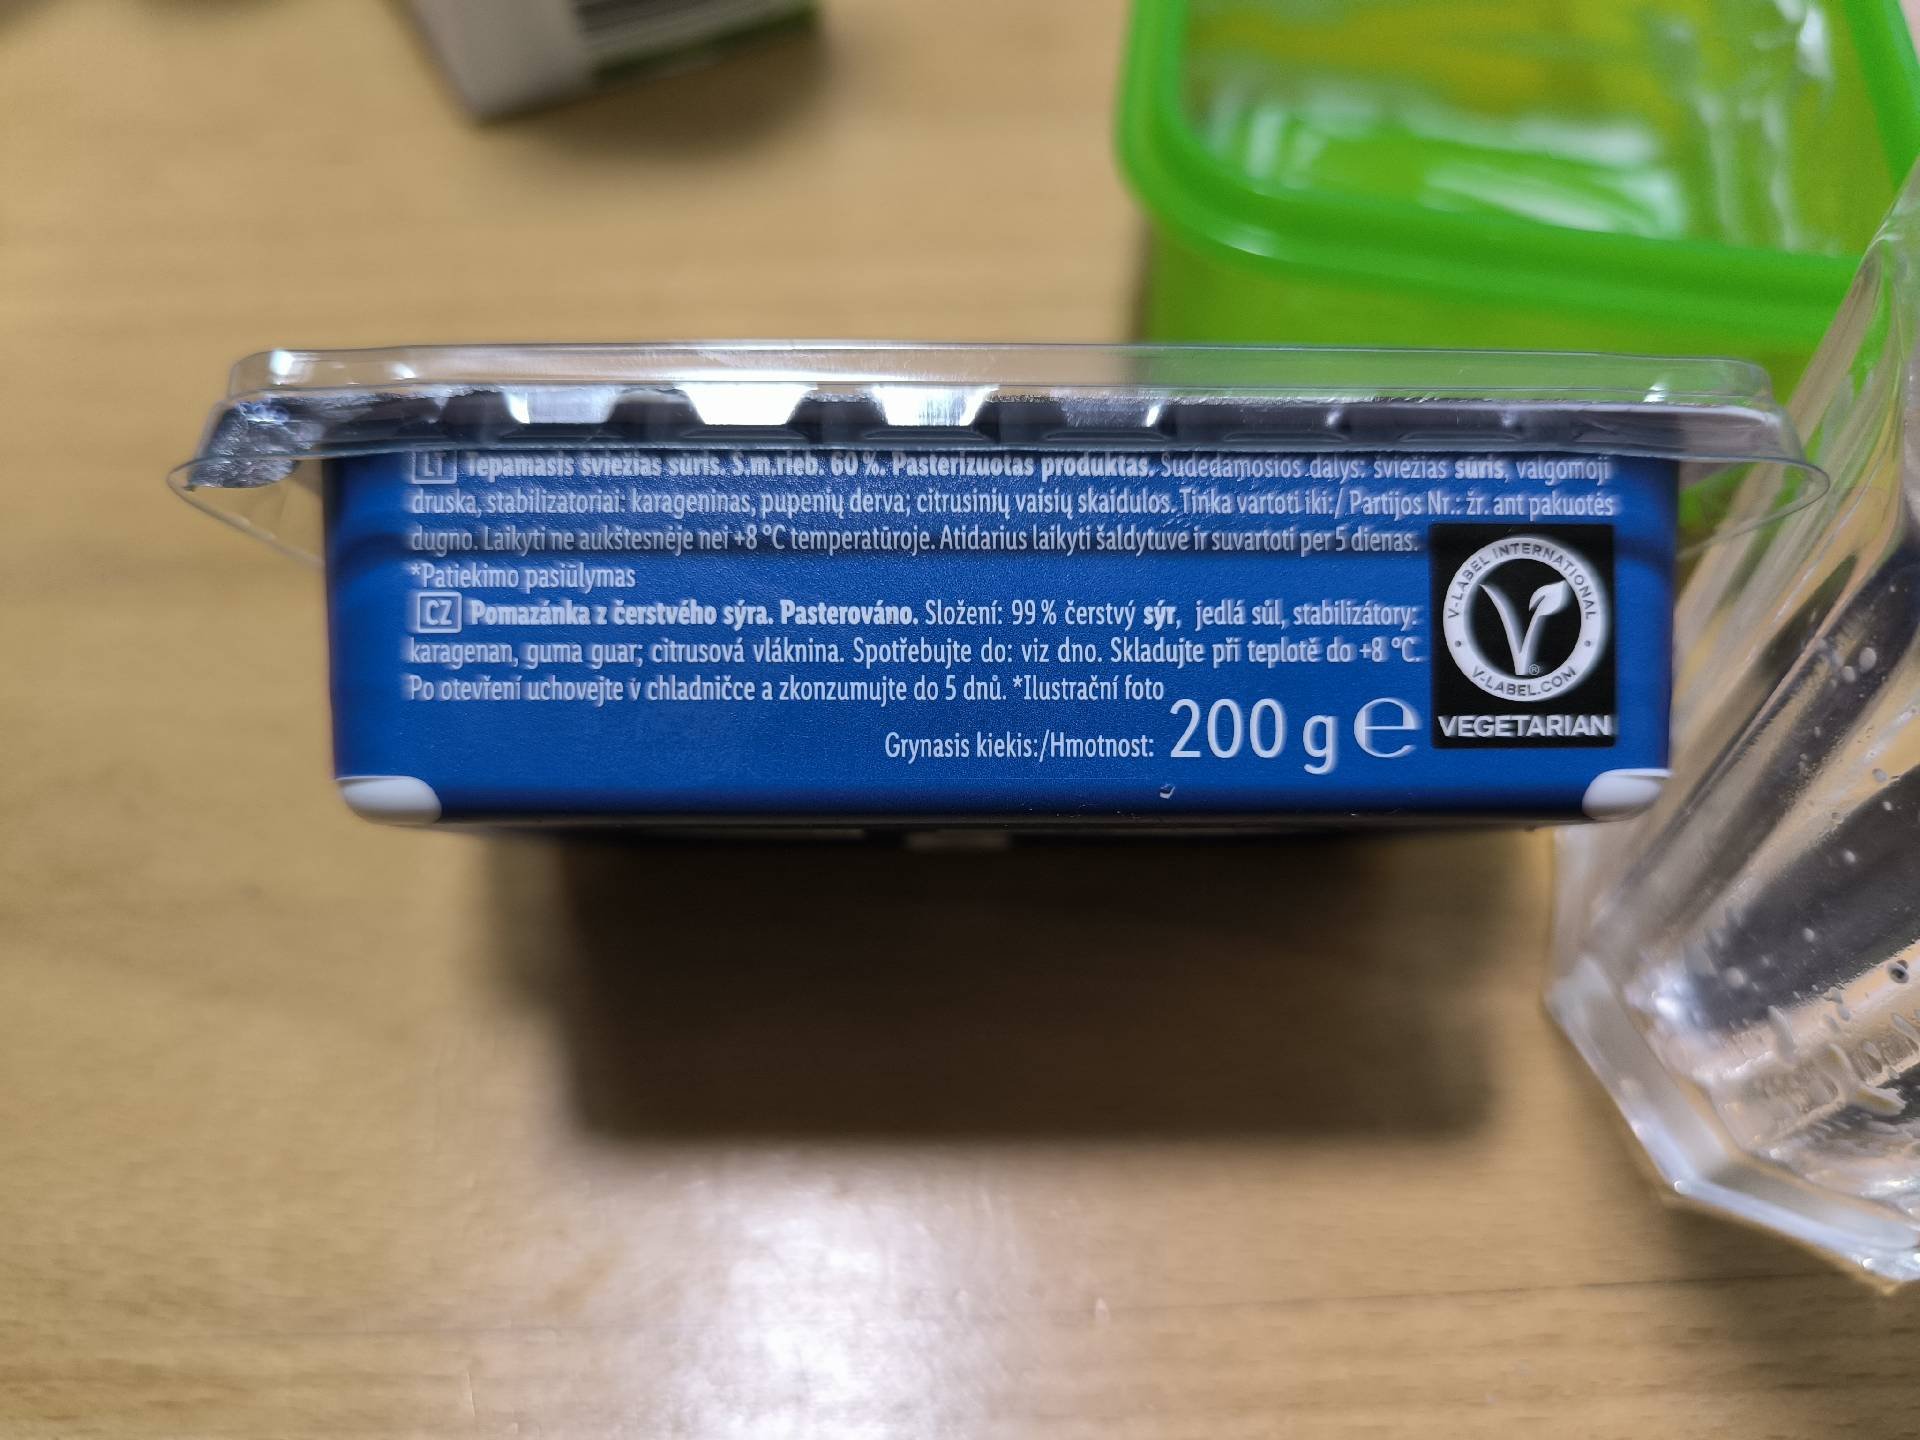 LT Tepamasis šviežias sūris. S.m.rieb. 60 %. Pasterizuotas produktas. Sudedamosios dalys: šviežias sūris, valgomoji
druska, stabilizatoriai: karageninas, pupenių derva; citrusinių vaisių skaidulos. Tinka vartoti iki: / Partijos Nr.: žr. ant pakuotės
dugno. Laikyti ne aukštesnėje nei +8 °C temperatūroje. Atidarius laikyti šaldytuve ir suvartoti per 5 dienas.
*Patiekimo pasiūlymas
CZ Pomazánka z čerstvého sýra. Pasterováno. Složení: 99 % čerstvý sýr, jedlá sůl, stabilizátory:
karagenan, guma guar; citrusová vláknina. Spotřebujte do: viz dno. Skladujte při teplotě do +8 °C.
Po otevření uchovejte v chladničce a zkonzumujte do 5 dnů. *Ilustrační foto
Grynasis kiekis:/Hmotnost: 200 g e
V-LABEL INTERNATIONAL
V®
V-LABEL.COM
VEGETARIAN